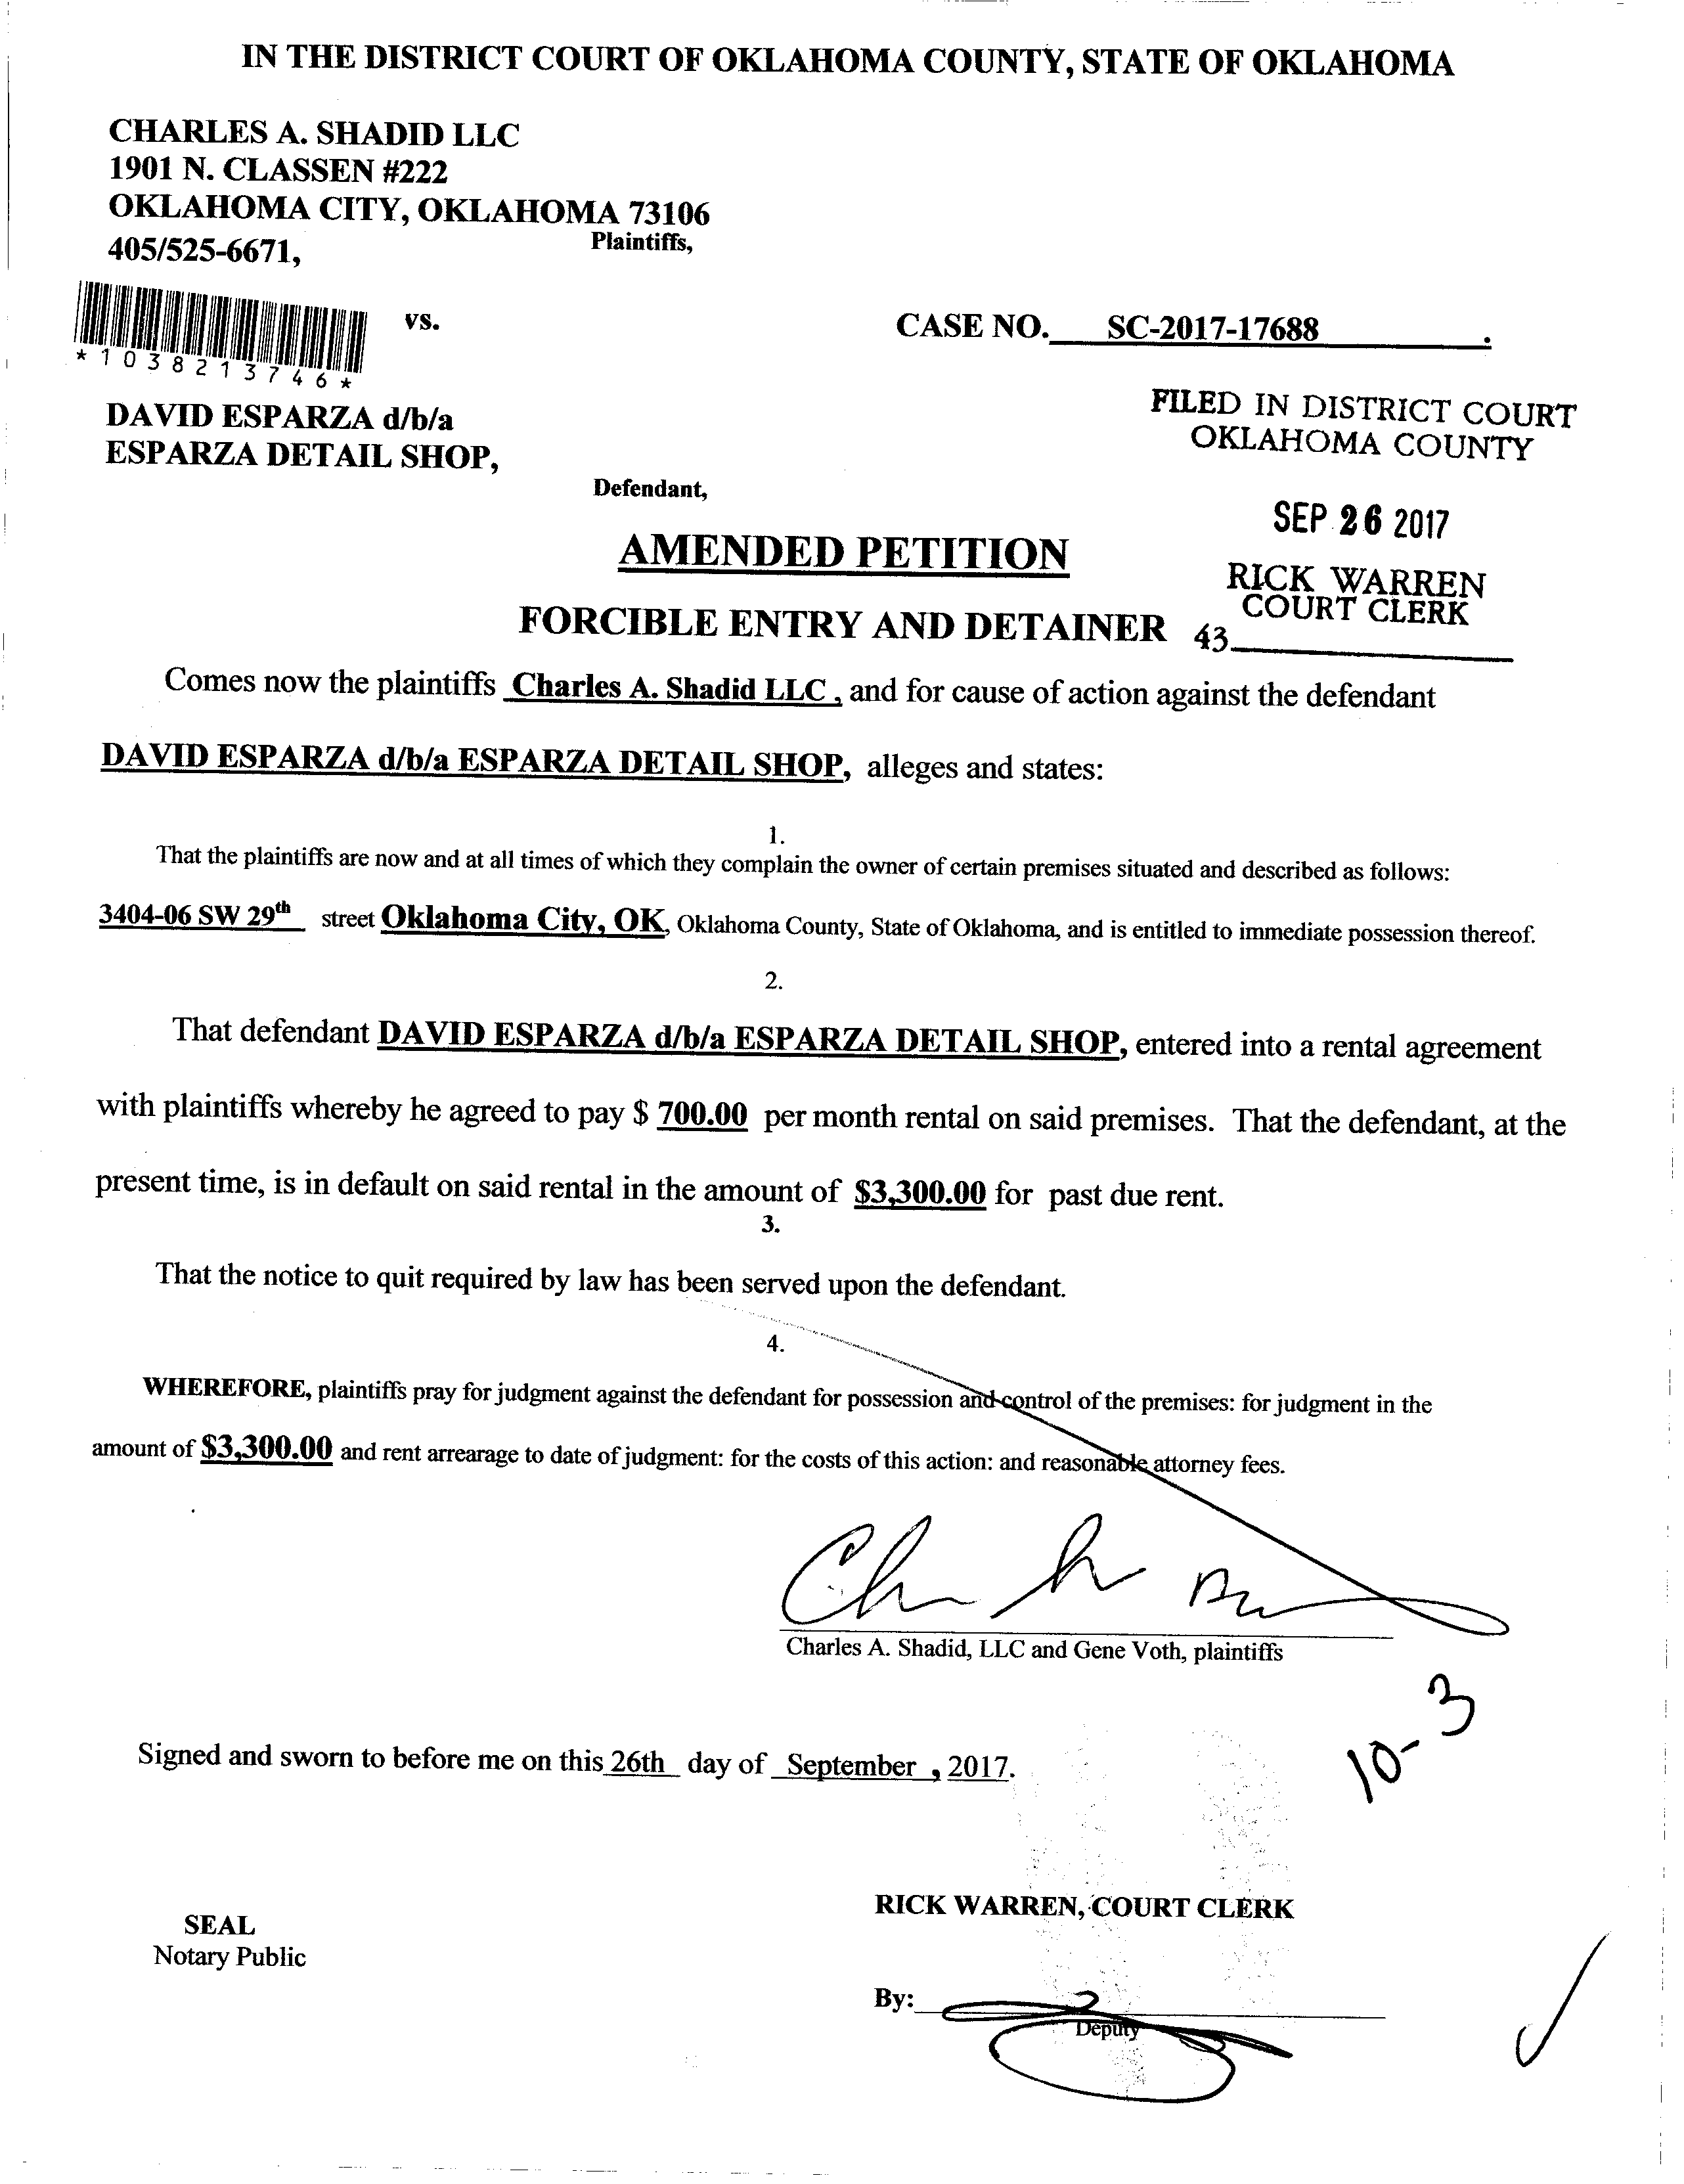 IN THE DISTRICT COURT OF OKLAHOMA COUNTY, STATE OF OKLAHOMA
CHARLES A. SHADID LLC
1901 N. CLASSEN #222
OKLAHOMA CITY, OKLAHOMA 73106
405/525-6671,
Plaintiffs,
*1038213746*
vs.
CASE NO. SC-2017-17688 .
DAVID ESPARZA d/b/a
ESPARZA DETAIL SHOP,
Defendant,
FILED IN DISTRICT COURT
OKLAHOMA COUNTY
SEP 26 2017
RICK WARREN
COURT CLERK
43
AMENDED PETITION
FORCIBLE ENTRY AND DETAINER
Comes now the plaintiffs Charles A. Shadid LLC , and for cause of action against the defendant
DAVID ESPARZA d/b/a ESPARZA DETAIL SHOP, alleges and states:
1.
That the plaintiffs are now and at all times of which they complain the owner of certain premises situated and described as follows:
3404-06 SW 29th street Oklahoma City, OK, Oklahoma County, State of Oklahoma, and is entitled to immediate possession thereof.
2.
That defendant DAVID ESPARZA d/b/a ESPARZA DETAIL SHOP, entered into a rental agreement
with plaintiffs whereby he agreed to pay $ 700.00 per month rental on said premises. That the defendant, at the
present time, is in default on said rental in the amount of $3,300.00 for past due rent.
3.
That the notice to quit required by law has been served upon the defendant.
4.
WHEREFORE, plaintiffs pray for judgment against the defendant for possession and control of the premises: for judgment in the
amount of $3,300.00 and rent arrearage to date of judgment: for the costs of this action: and reasonable attorney fees.
Charles A. Shadid, LLC and Gene Voth, plaintiffs
10-3
Signed and sworn to before me on this 26th day of September , 2017.
SEAL
Notary Public
RICK WARREN, COURT CLERK
By:
Deputy